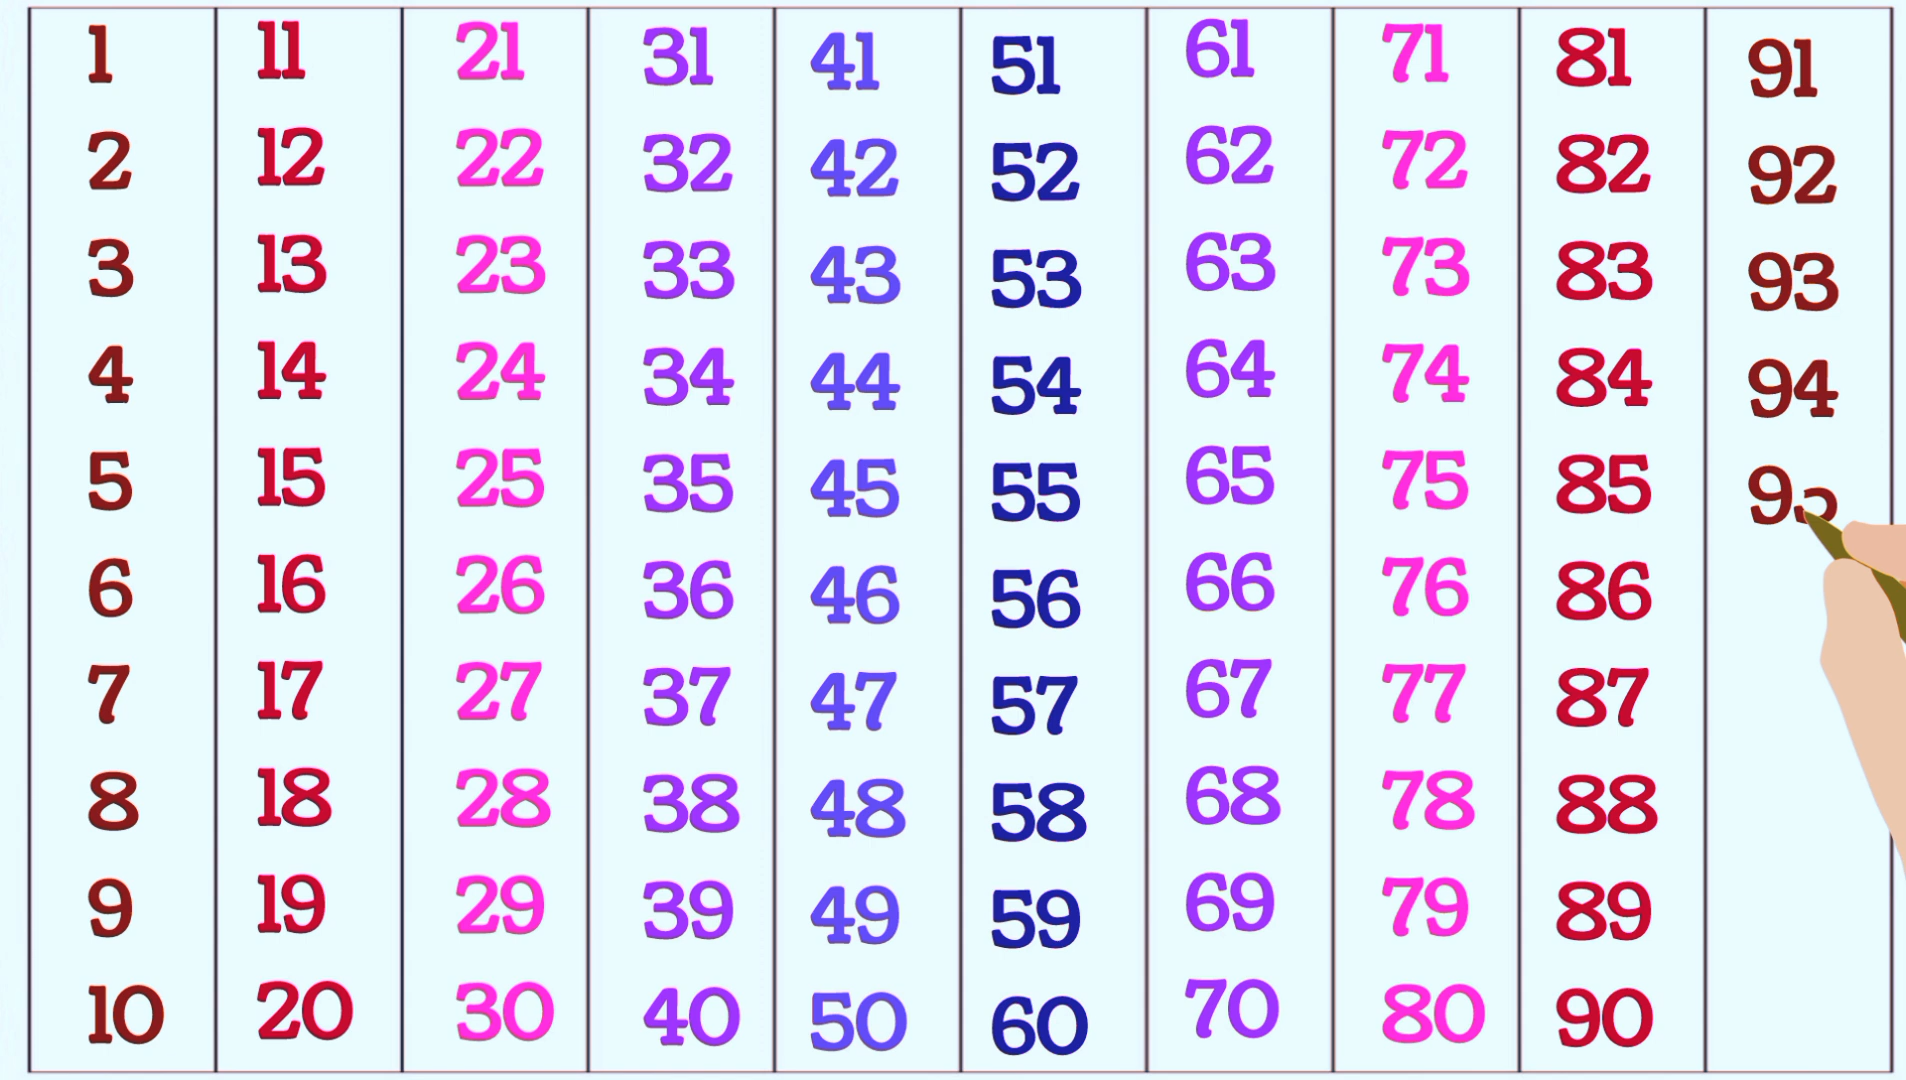 1 11 21 31 41 51 61 71 81 91
2 12 22 32 42 52 62 72 82 92
3 13 23 33 43 53 63 73 83 93
4 14 24 34 44 54 64 74 84 94
5 15 25 35 45 55 65 75 85
6 16 26 36 46 56 66 76 86
7 17 27 37 47 57 67 77 87
8 18 28 38 48 58 68 78 88
9 19 29 39 49 59 69 79 89
10 20 30 40 50 60 70 80 90